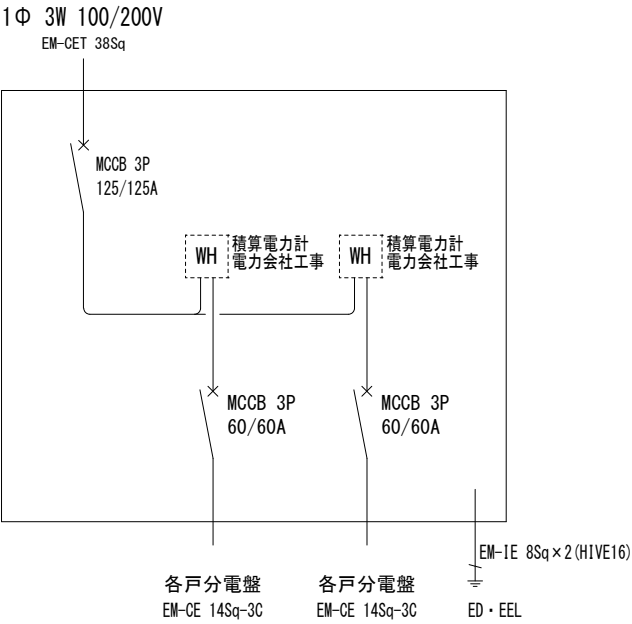 1Φ 3W 100/200V
EM-CET 38Sq
MCCB 3P
125/125A
WH
積算電力計
電力会社工事
WH
積算電力計
電力会社工事
MCCB 3P
60/60A
MCCB 3P
60/60A
EM-IE 8Sq×2(HIVE16)
各戸分電盤
EM-CE 14Sq-3C
各戸分電盤
EM-CE 14Sq-3C
ED・EEL